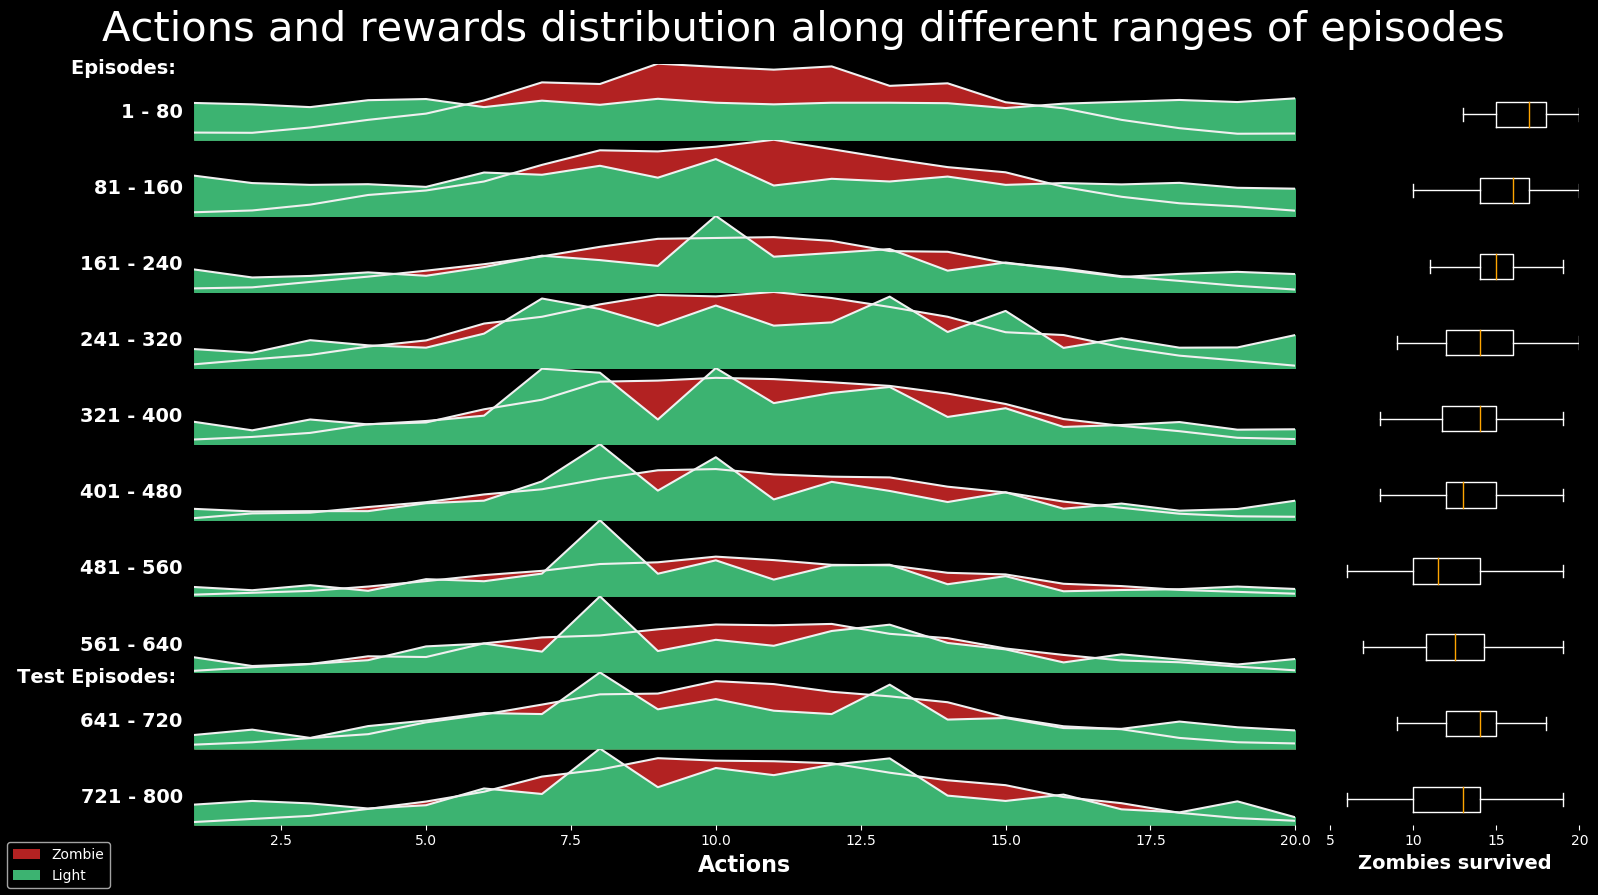 Actions and rewards distribution along different ranges of episodes
Episodes:
1 - 80
81 - 160
161 - 240
241 - 320
321 - 400
401 - 480
481 - 560
561 - 640
Test Episodes:
641 - 720
721 - 800
2.5 5.0 7.5 10.0 12.5 15.0 17.5 20.0
Actions
5 10 15 20
Zombies survived
Zombie
Light